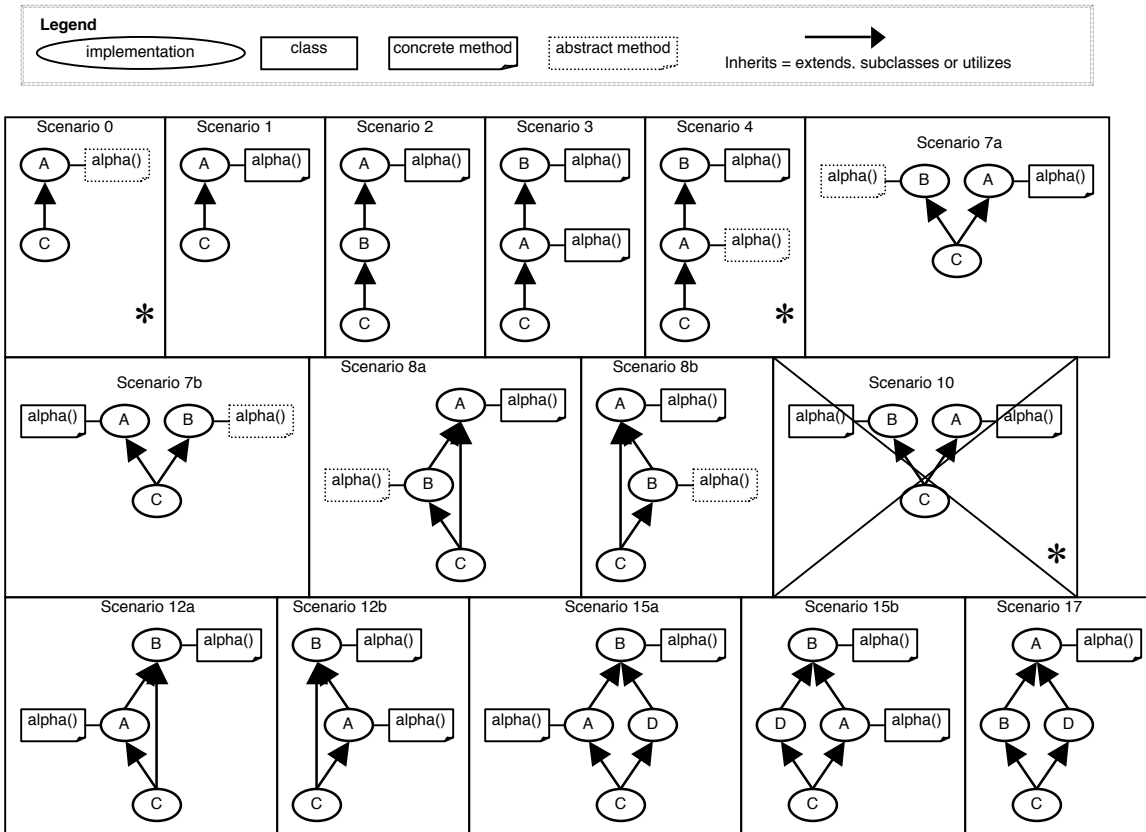 Legend
implementation
class
concrete method
abstract method
Inherits = extends, subclasses or utilizes
Scenario 0
A
alpha()
C
*
Scenario 1
A
alpha()
C
Scenario 2
A
alpha()
B
C
Scenario 3
B
alpha()
A
alpha()
C
Scenario 4
B
alpha()
A
alpha()
C
*
Scenario 7a
alpha()
B
A
alpha()
C
Scenario 7b
alpha()
A
B
alpha()
C
Scenario 8a
A
alpha()
alpha()
B
C
Scenario 8b
A
alpha()
B
alpha()
C
Scenario 10
alpha()
B
A
alpha()
C
*
Scenario 12a
B
alpha()
alpha()
A
C
Scenario 12b
B
alpha()
A
alpha()
C
Scenario 15a
B
alpha()
alpha()
A
D
C
Scenario 15b
B
alpha()
D
A
alpha()
C
Scenario 17
A
alpha()
B
D
C